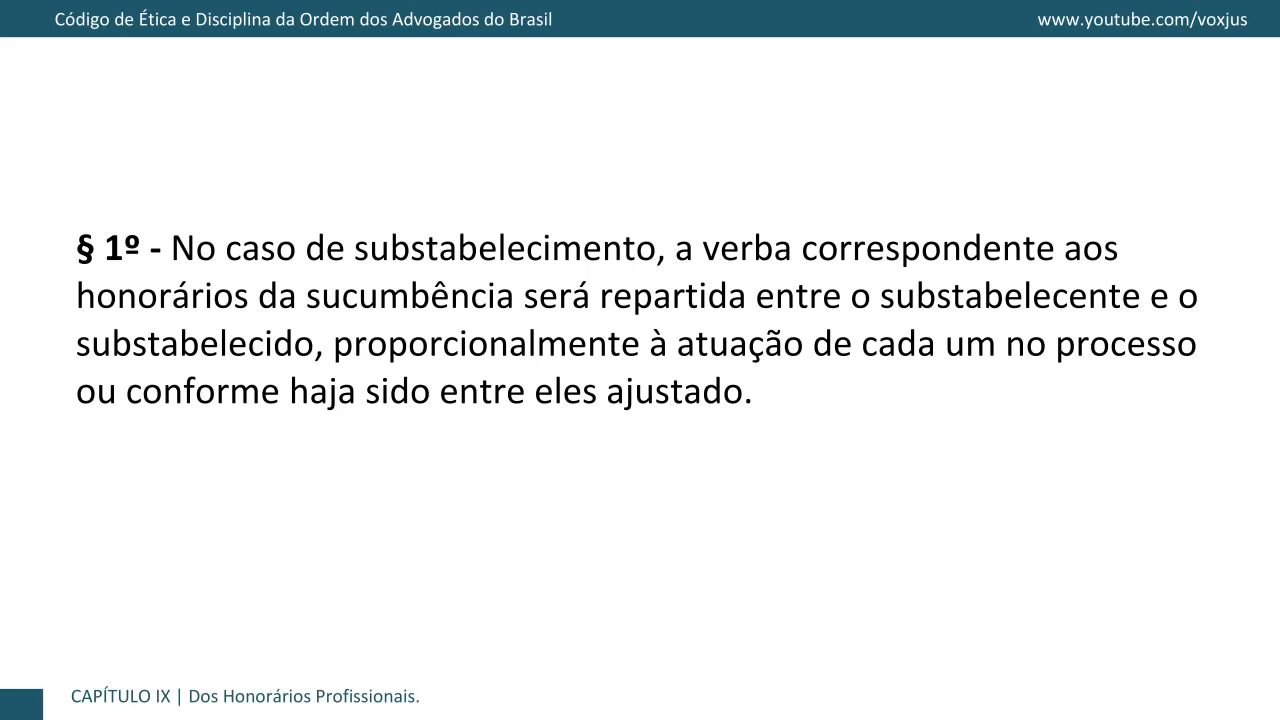 Código de Ética e Disciplina da Ordem dos Advogados do Brasil
www.youtube.com/voxjus
§ 1º - No caso de substabelecimento, a verba correspondente aos
honorários da sucumbência será repartida entre o substabelecente e o
substabelecido, proporcionalmente à atuação de cada um no processo
ou conforme haja sido entre eles ajustado.
CAPÍTULO IX | Dos Honorários Profissionais.